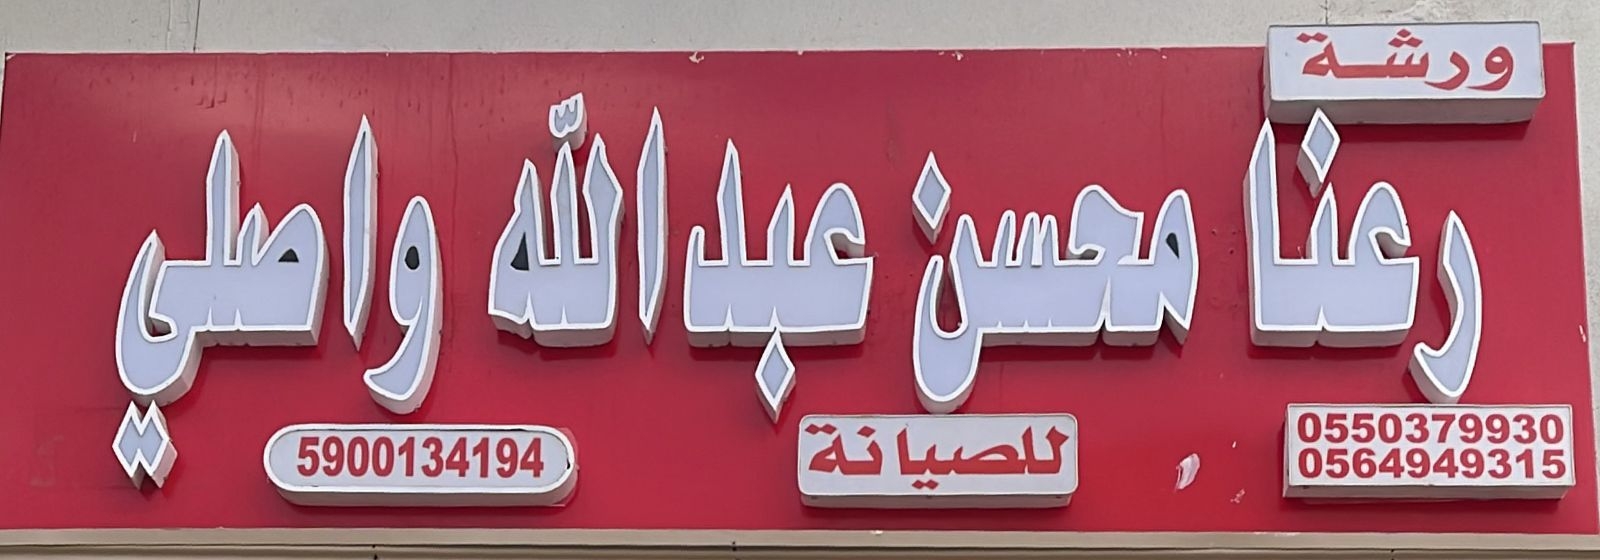 ورشة
رعنا محسن عبدالله واصلي
للصيانة
0550379930
0564949315
5900134194